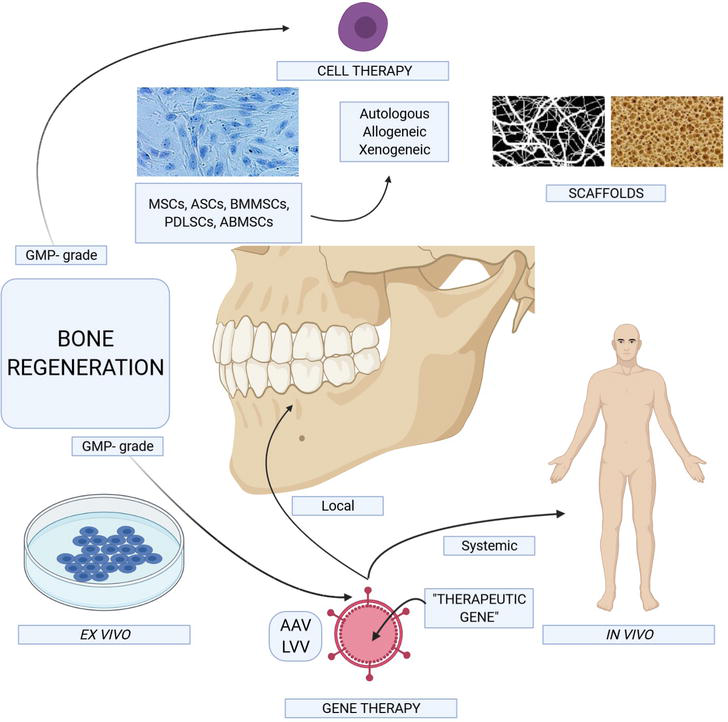 CELL THERAPY
Autologous
Allogeneic
Xenogeneic
MSCs, ASCs, BMMSCs,
PDLSCs, ABMSCs
SCAFFOLDS
GMP- grade
BONE
REGENERATION
GMP- grade
Local
Systemic
"THERAPEUTIC
GENE"
AAV
LVV
EX VIVO
IN VIVO
GENE THERAPY